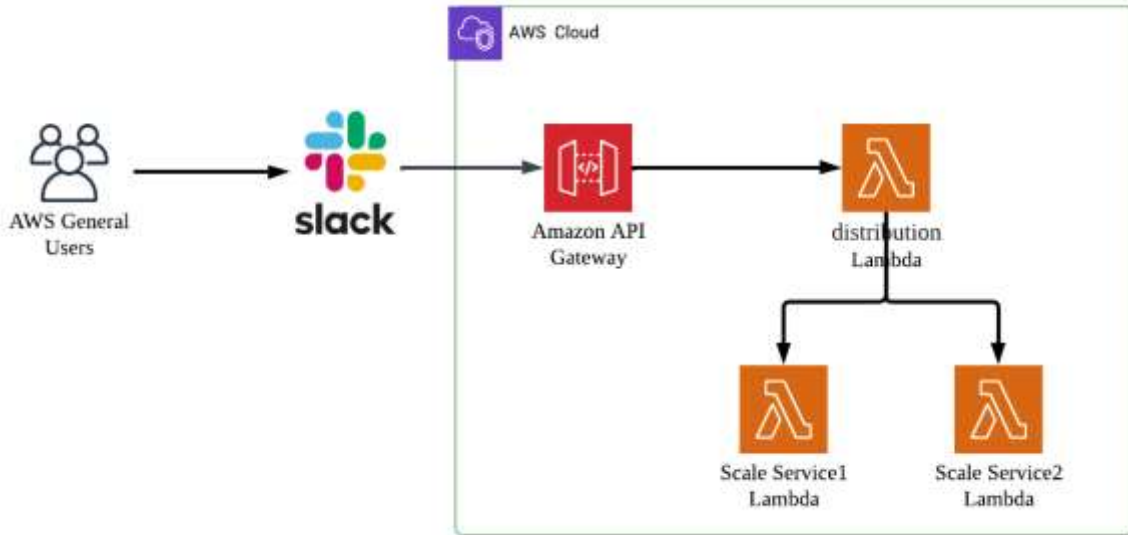 AWS Cloud
slack
AWS General
Users
Amazon API
Gateway
distribution
Lambda
Scale Service1
Lambda
Scale Service2
Lambda